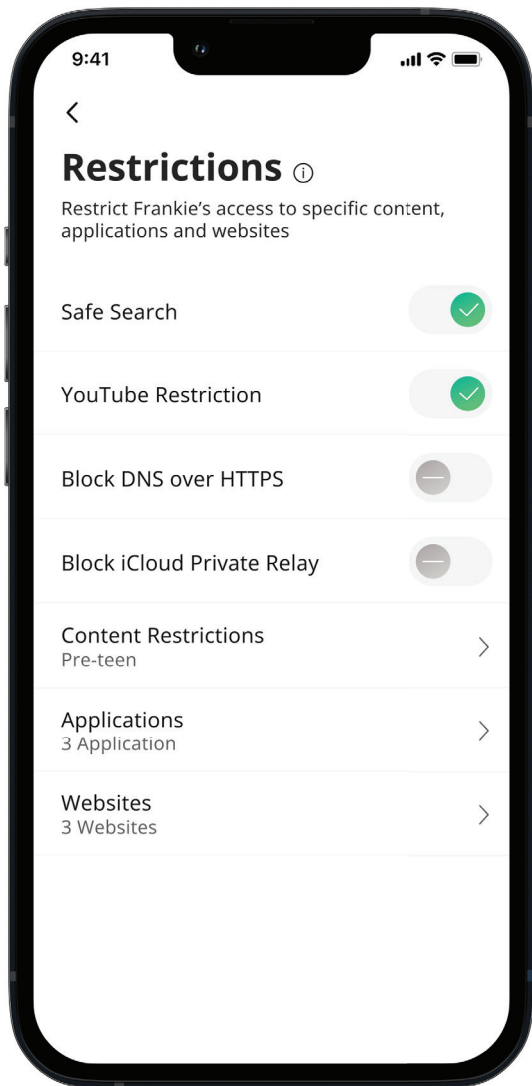 9:41
Restrictions
Restrict Frankie's access to specific content,
applications and websites
Safe Search
YouTube Restriction
Block DNS over HTTPS
Block iCloud Private Relay
Content Restrictions
Pre-teen
Applications
3 Application
Websites
3 Websites